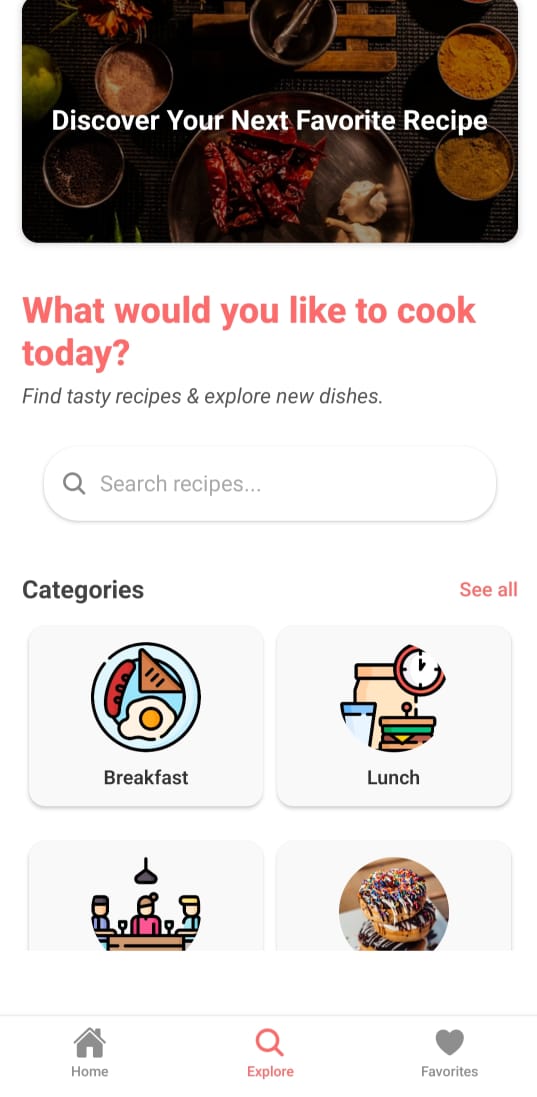 Discover Your Next Favorite Recipe
What would you like to cook
today?
Find tasty recipes & explore new dishes.
Search recipes...
Categories
See all
Breakfast
Lunch
Home
Explore
Favorites